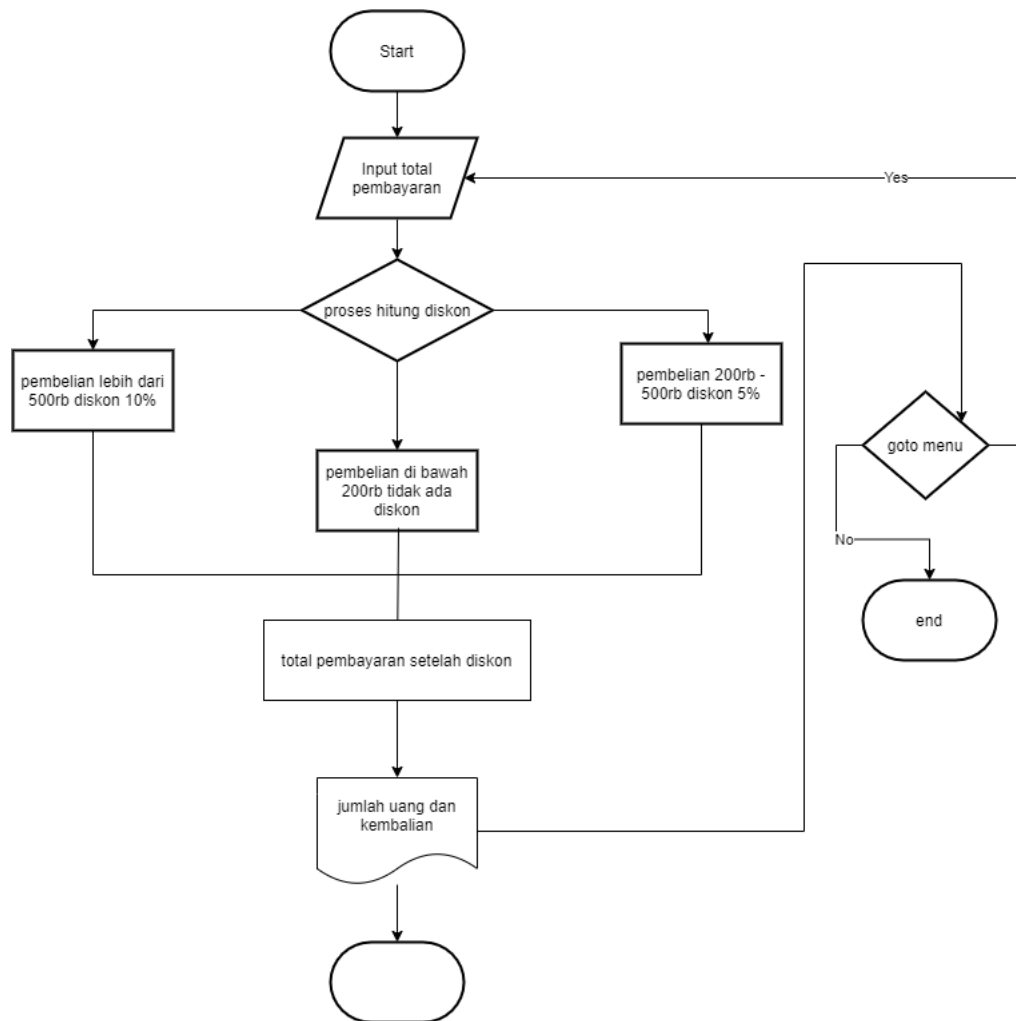 Start
Input total
pembayaran
Yes
proses hitung diskon
pembelian lebih dari
500rb diskon 10%
pembelian 200rb -
500rb diskon 5%
pembelian di bawah
200rb tidak ada
diskon
goto menu
No
end
total pembayaran setelah diskon
jumlah uang dan
kembalian